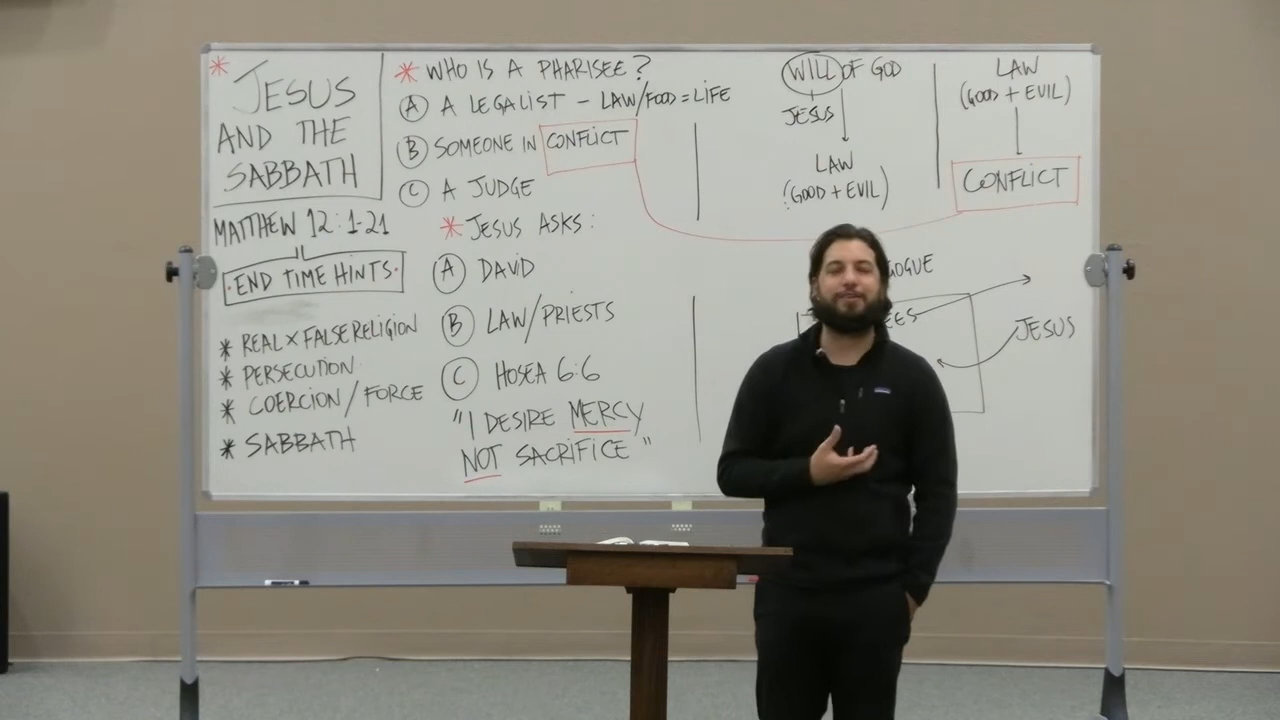 * JESUS
AND THE
SABBATH
MATTHEW 12:1-21
• END TIME HINTS •
* REAL x FALSE RELIGION
* PERSECUTION
* COERCION / FORCE
* SABBATH
* WHO IS A PHARISEE?
Ⓐ A LEGALIST - LAW/FOOD = LIFE
Ⓑ SOMEONE IN CONFLICT
Ⓒ A JUDGE
* JESUS ASKS:
Ⓐ DAVID
Ⓑ LAW/PRIESTS
Ⓒ HOSEA 6:6
"I DESIRE MERCY
NOT SACRIFICE"
WILL OF GOD
JESUS
LAW
(GOOD + EVIL)
LAW
(GOOD + EVIL)
CONFLICT
OGUE
EES
JESUS